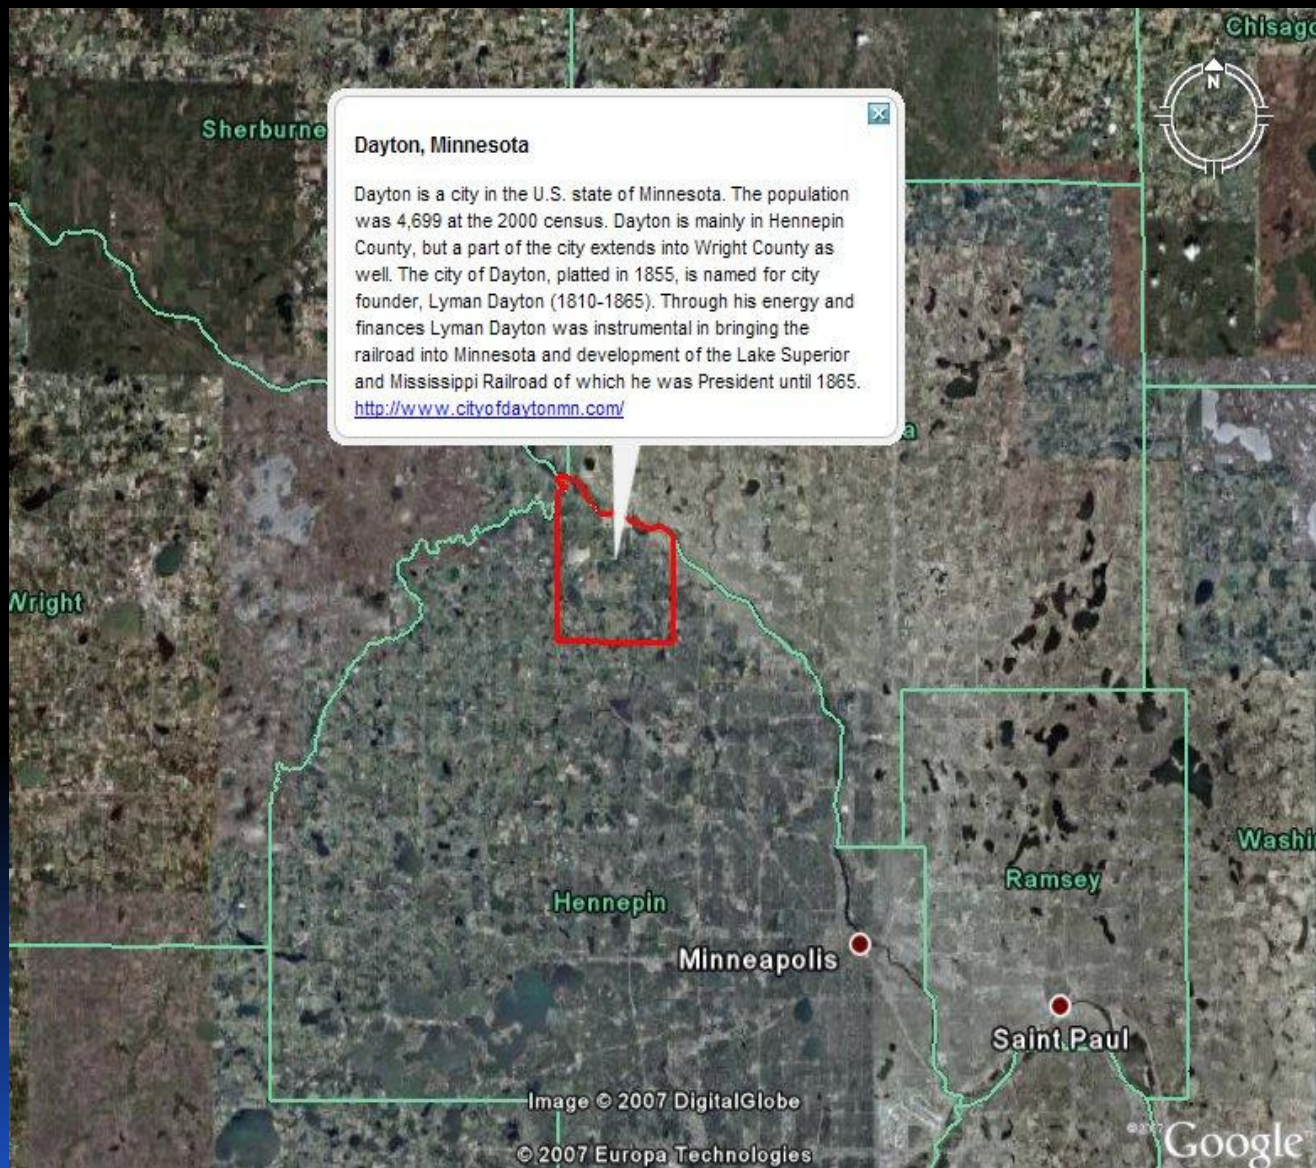 Chisago
N
Sherburne
Dayton, Minnesota
Dayton is a city in the U.S. state of Minnesota. The population
was 4,699 at the 2000 census. Dayton is mainly in Hennepin
County, but a part of the city extends into Wright County as
well. The city of Dayton, platted in 1855, is named for city
founder, Lyman Dayton (1810-1865). Through his energy and
finances Lyman Dayton was instrumental in bringing the
railroad into Minnesota and development of the Lake Superior
and Mississippi Railroad of which he was President until 1865.
http://www.cityofdaytonmn.com/
a
Wright
Washi
Ramsey
Hennepin
Minneapolis
Saint Paul
Image © 2007 DigitalGlobe
© 2007 Europa Technologies
© 2007 Google